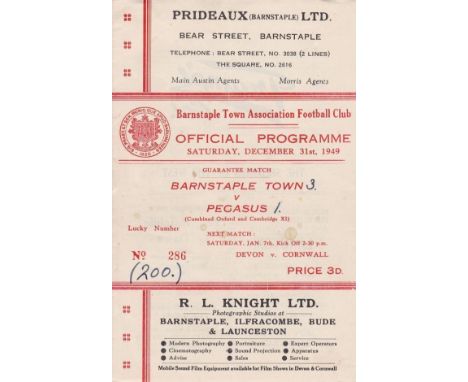 PRIDEAUX (BARNSTAPLE) LTD.
BEAR STREET, BARNSTAPLE
TELEPHONE: BEAR STREET, NO. 3038 (2 LINES)
THE SQUARE, NO. 2616
Main Austin Agents Morris Agents
Barnstaple Town Association Football Club
OFFICIAL PROGRAMME
SATURDAY, DECEMBER 31st, 1949
GUARANTEE MATCH
BARNSTAPLE TOWN 3.
v
PEGASUS 1.
(Combined Oxford and Cambridge XI)
Lucky Number
NEXT MATCH:
SATURDAY, JAN. 7th, Kick Off 2-30 p.m.
No 286
DEVON v. CORNWALL
(200.)
PRICE 3D.
R. L. KNIGHT LTD.
Photographic Studios at
BARNSTAPLE, ILFRACOMBE, BUDE
& LAUNCESTON
● Modern Photography ● Portraiture ● Expert Operators
● Cinematography ● Sound Projection ● Apparatus
● Advice ● Sales ● Service
Mobile Sound Film Equipment available for Film Shows in Devon & Cornwall